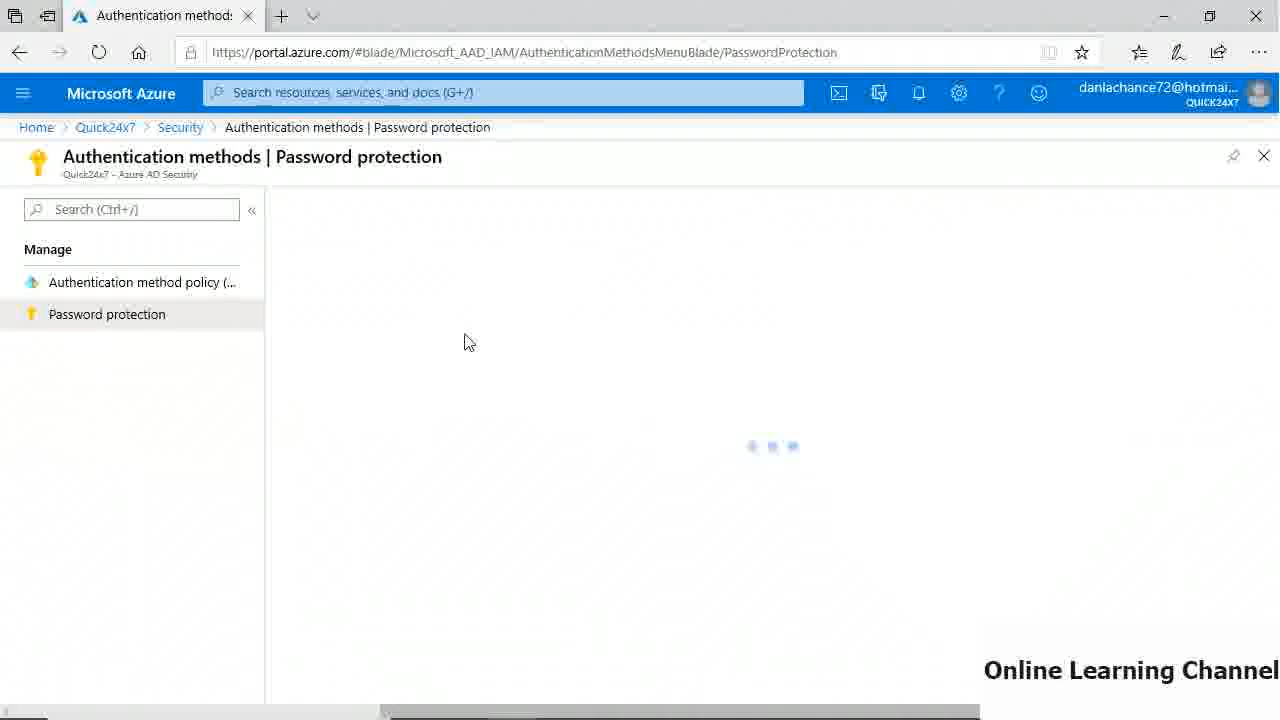 Authentication methods
https://portal.azure.com/#blade/Microsoft_AAD_IAM/AuthenticationMethodsMenuBlade/PasswordProtection
Microsoft Azure
Search resources, services, and docs (G+/)
danlachance72@hotmai...
QUICK24X7
Home > Quick24x7 > Security > Authentication methods | Password protection
Authentication methods | Password protection
Quick24x7 - Azure AD Security
Search (Ctrl+/)
«
Manage
Authentication method policy (...
Password protection
Online Learning Channel